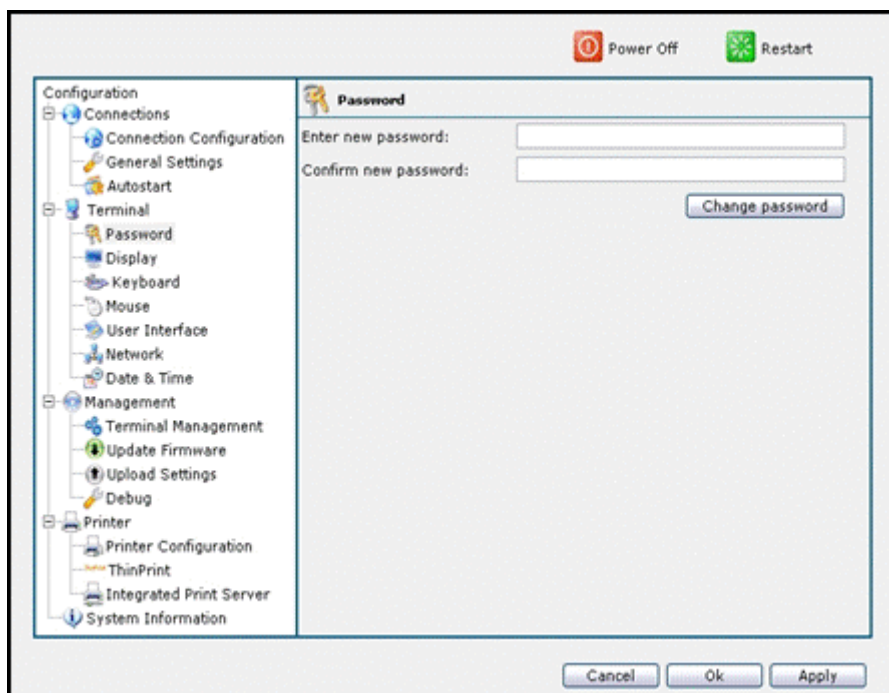 Power Off
Restart
Configuration
Connections
Connection Configuration
General Settings
Autostart
Terminal
Password
Display
Keyboard
Mouse
User Interface
Network
Date & Time
Management
Terminal Management
Update Firmware
Upload Settings
Debug
Printer
Printer Configuration
ThinPrint
Integrated Print Server
System Information
Password
Enter new password:
Confirm new password:
Change password
Cancel
Ok
Apply